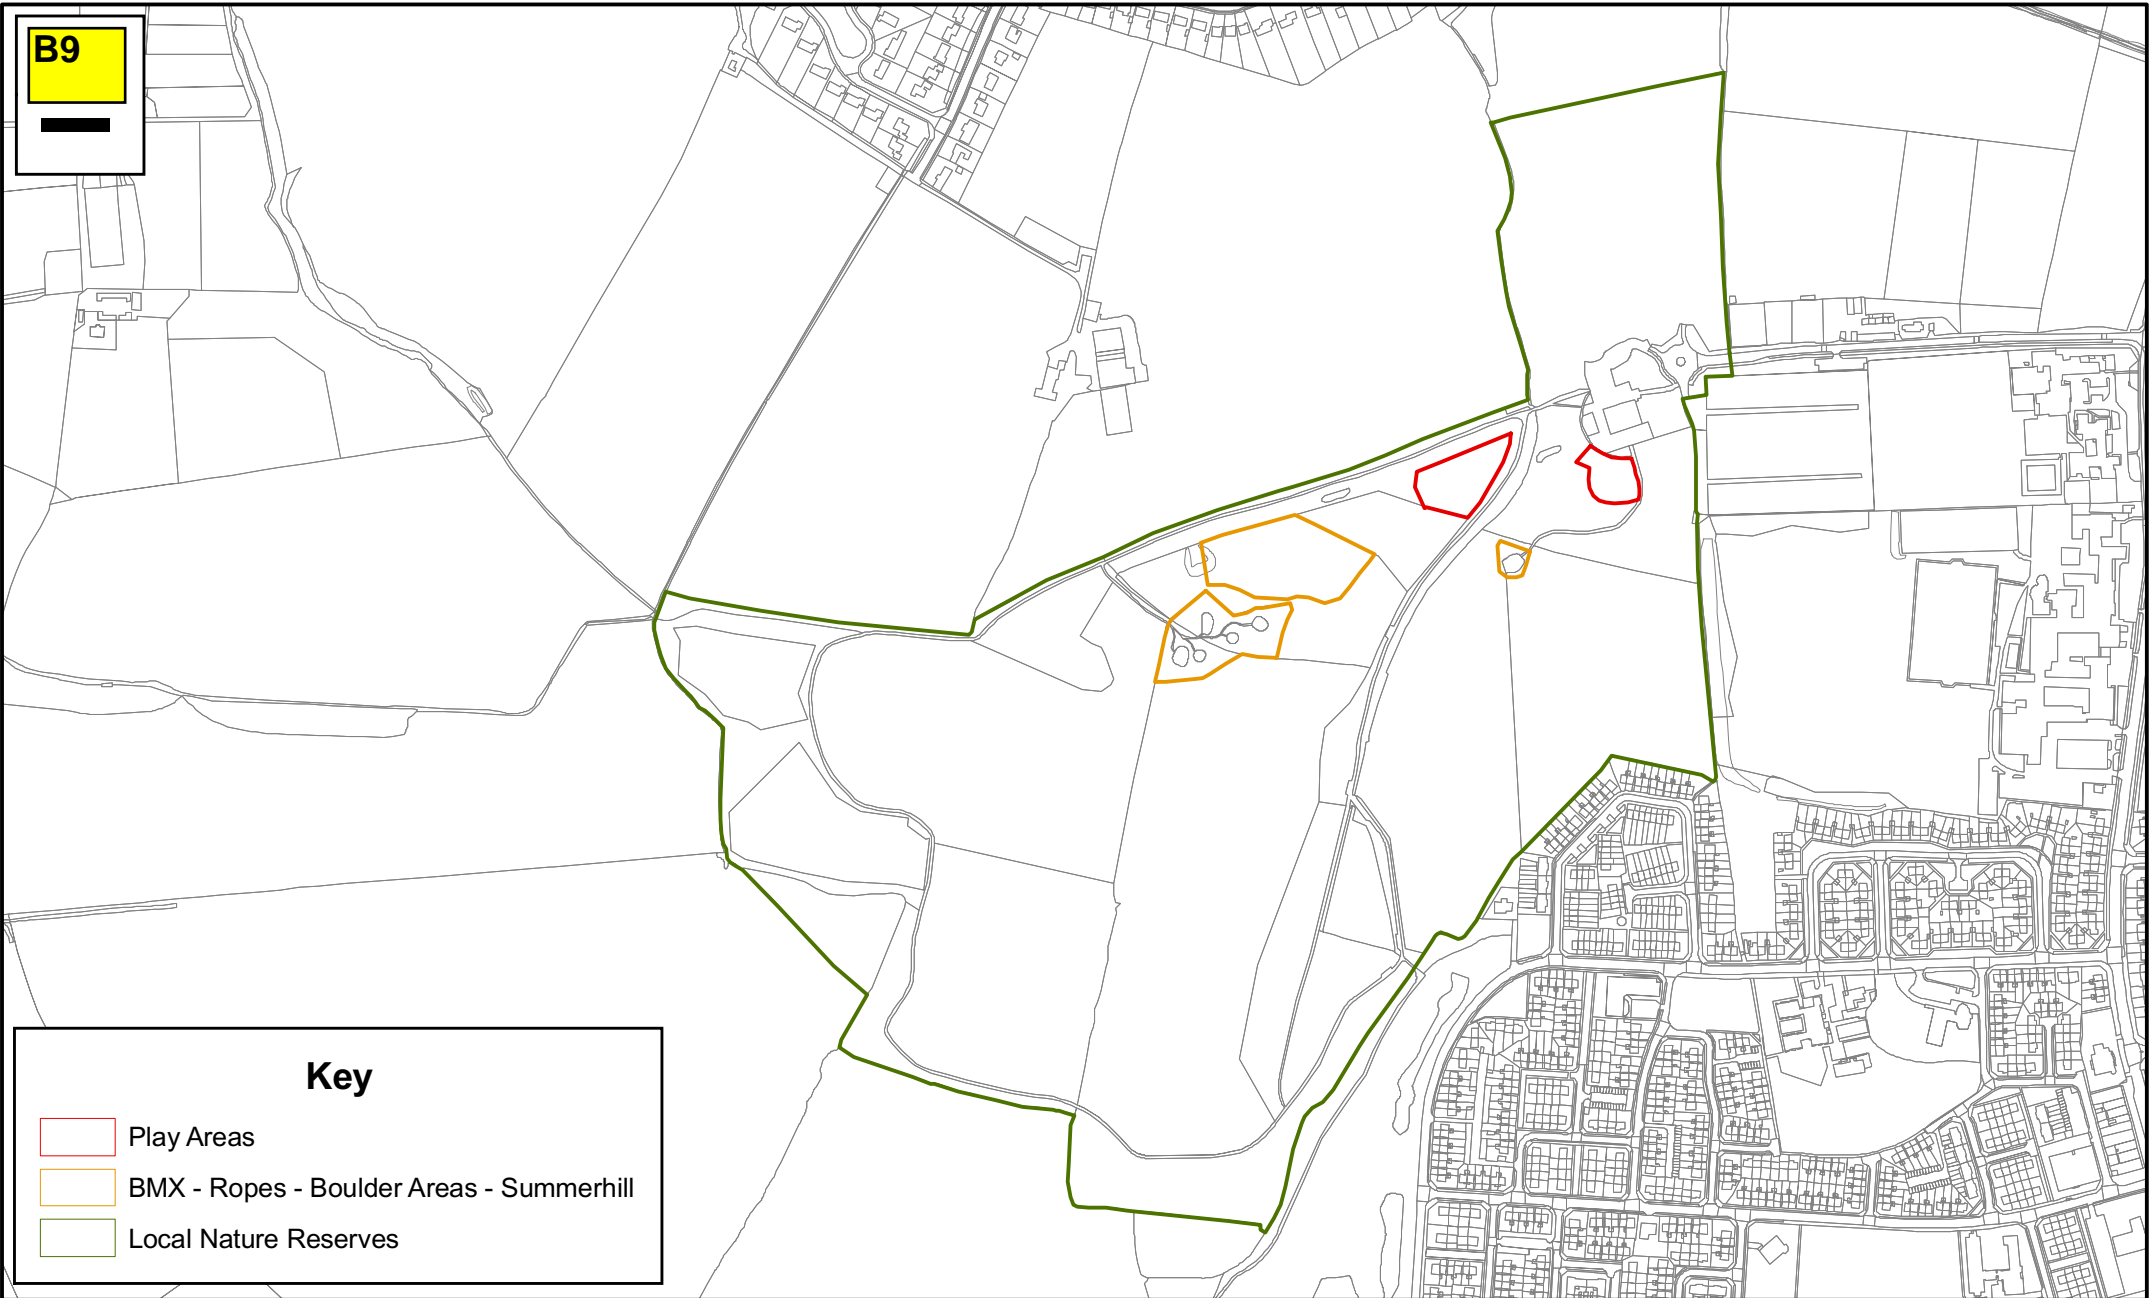 B9
Key
Play Areas
BMX - Ropes - Boulder Areas - Summerhill
Local Nature Reserves